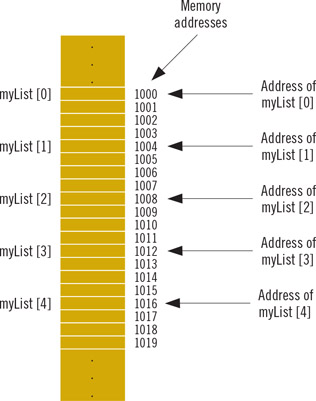 Memory
addresses
myList [0]
1000
Address of
myList [0]
1001
1002
1003
myList [1]
1004
Address of
myList [1]
1005
1006
1007
myList [2]
1008
Address of
myList [2]
1009
1010
1011
myList [3]
1012
Address of
myList [3]
1013
1014
1015
myList [4]
1016
Address of
myList [4]
1017
1018
1019